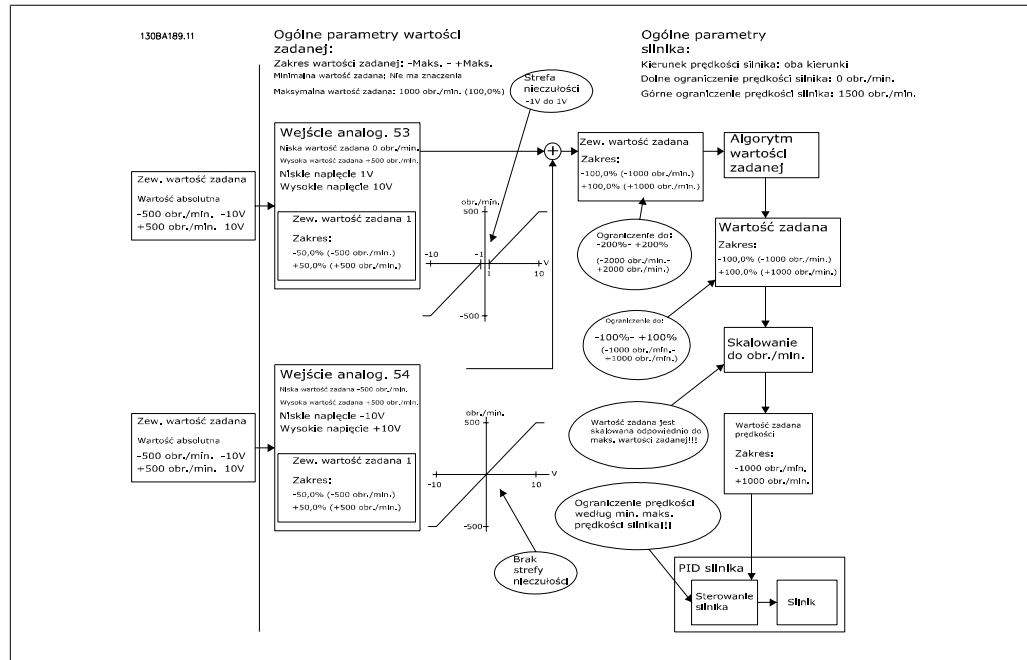 130BA189.11
Ogólne parametry wartości
zadanej:
Zakres wartości zadanej: -Maks. - +Maks.
Minimalna wartość zadana: Nie ma znaczenia
Maksymalna wartość zadana: 1000 obr./min. (100,0%)
Ogólne parametry
silnika:
Kierunek prędkości silnika: oba kierunki
Dolne ograniczenie prędkości silnika: 0 obr./min.
Górne ograniczenie prędkości silnika: 1500 obr./min.
Strefa
nieczułości
-1V do 1V
Zew. wartość zadana
Wartość absolutna
-500 obr./min. -10V
+500 obr./min. 10V
Wejście analog. 53
Niska wartość zadana 0 obr./min.
Wysoka wartość zadana +500 obr./min.
Niskie napięcie 1V
Wysokie napięcie 10V
Zew. wartość zadana 1
Zakres:
-50,0% (-500 obr./min.)
+50,0% (+500 obr./min.)
obr./min.
500
-10
-1
1
10
V
-500
Zew. wartość zadana
Zakres:
-100,0% (-1000 obr./min.)
+100,0% (+1000 obr./min.)
Algorytm
wartości
zadanej
Ograniczenie do:
-200%- +200%
(-2000 obr./min.-
+2000 obr./min.)
Wartość zadana
Zakres:
-100,0% (-1000 obr./min.)
+100,0% (+1000 obr./min.)
Ograniczenie do:
-100%- +100%
(-1000 obr./min.-
+1000 obr./min.)
Skalowanie
do obr./min.
Zew. wartość zadana
Wartość absolutna
-500 obr./min. -10V
+500 obr./min. 10V
Wejście analog. 54
Niska wartość zadana -500 obr./min.
Wysoka wartość zadana +500 obr./min.
Niskie napięcie -10V
Wysokie napięcie +10V
Zew. wartość zadana 1
Zakres:
-50,0% (-500 obr./min.)
+50,0% (+500 obr./min.)
obr./min.
500
-10
10
V
-500
Wartość zadana jest
skalowana odpowiednio do
maks. wartości zadanej!!!
Wartość zadana
prędkości
Zakres:
-1000 obr./min.
+1000 obr./min.
Ograniczenie prędkości
według min. maks.
prędkości silnika!!!
Brak
strefy
nieczułości
PID silnika
Sterowanie
silnika
Silnik